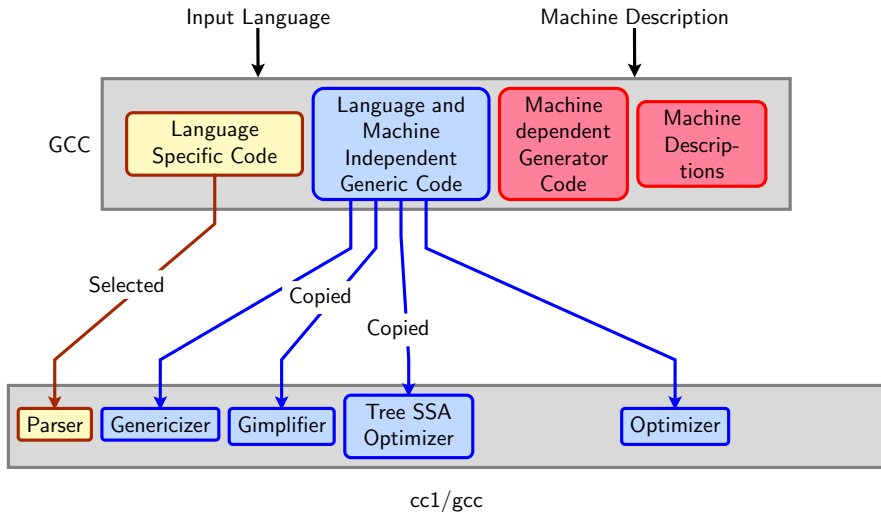 Input Language
Machine Description
GCC
Language
Specific Code
Language and
Machine
Independent
Generic Code
Machine
dependent
Generator
Code
Machine
Descrip-
tions
Selected
Copied
Copied
Parser
Genericizer
Gimplifier
Tree SSA
Optimizer
Optimizer
cc1/gcc